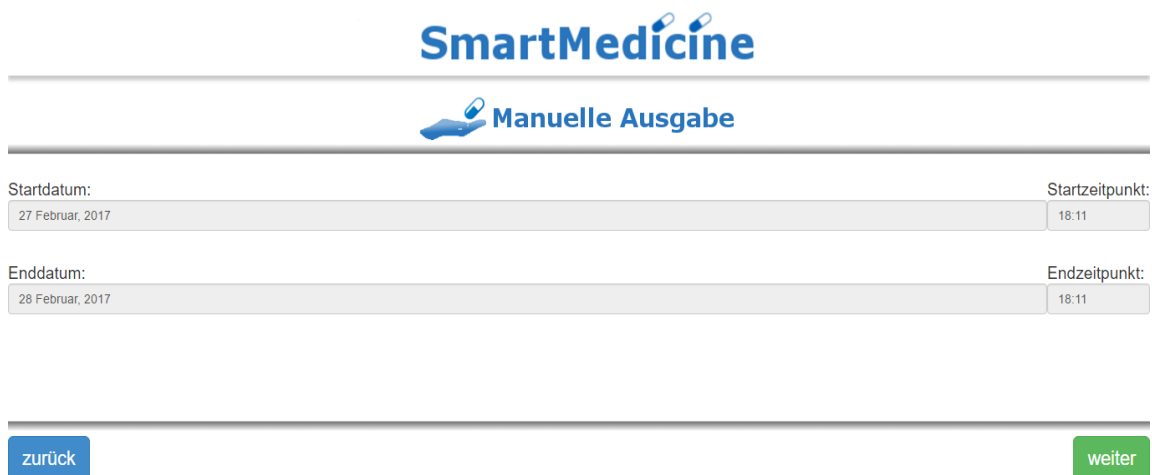 SmartMedicine
Manuelle Ausgabe
Startdatum: Startzeitpunkt:
27 Februar, 2017 18:11
Enddatum: Endzeitpunkt:
28 Februar, 2017 18:11
zurück weiter